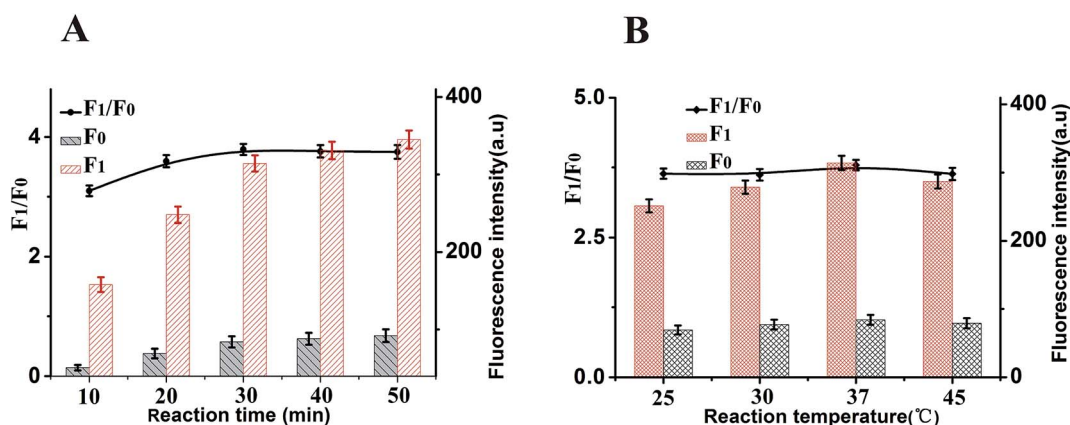 A
F1/F0
F0
F1
4
2
0
F1/F0
400
200
Fluorescence intensity(a.u)
10 20 30 40 50
Reaction time (min)
B
F1/F0
F1
F0
5.0
2.5
0.0
F1/F0
400
200
0
Fluorescence intensity(a.u)
25 30 37 45
Reaction temperature(℃)